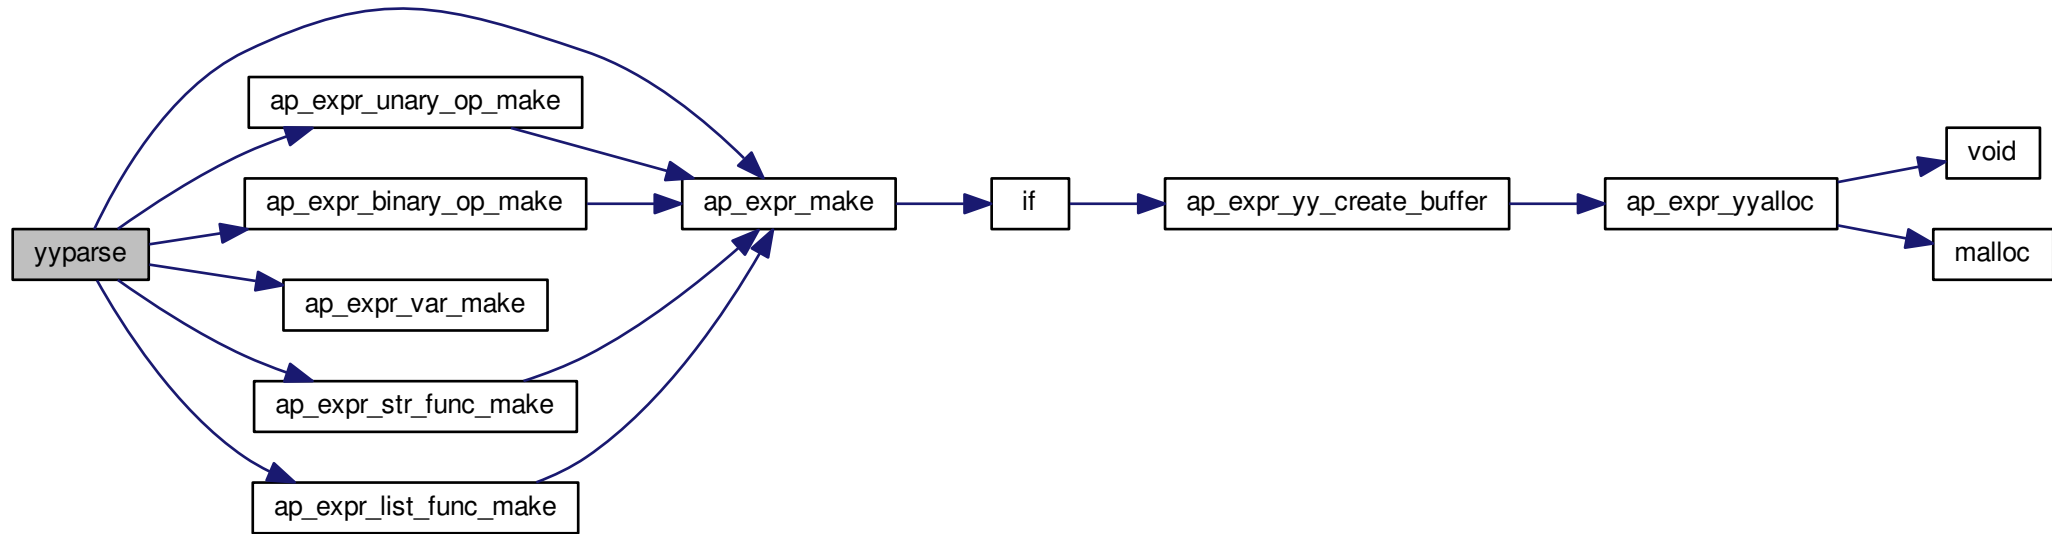 yyparse
ap_expr_unary_op_make
ap_expr_binary_op_make
ap_expr_var_make
ap_expr_str_func_make
ap_expr_list_func_make
ap_expr_make
if
ap_expr_yy_create_buffer
ap_expr_yyalloc
void
malloc